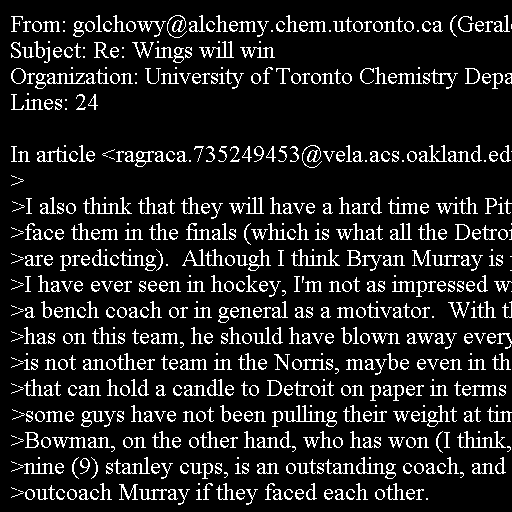 From: golchowy@alchemy.chem.utoronto.ca (Geral
Subject: Re: Wings will win
Organization: University of Toronto Chemistry Depa
Lines: 24

In article <ragraca.735249453@vela.acs.oakland.ed
>
>I also think that they will have a hard time with Pit
>face them in the finals (which is what all the Detroi
>are predicting).  Although I think Bryan Murray is
>I have ever seen in hockey, I'm not as impressed w
>a bench coach or in general as a motivator.  With t
>has on this team, he should have blown away every
>is not another team in the Norris, maybe even in th
>that can hold a candle to Detroit on paper in terms
>some guys have not been pulling their weight at tim
>Bowman, on the other hand, who has won (I think,
>nine (9) stanley cups, is an outstanding coach, and
>outcoach Murray if they faced each other.